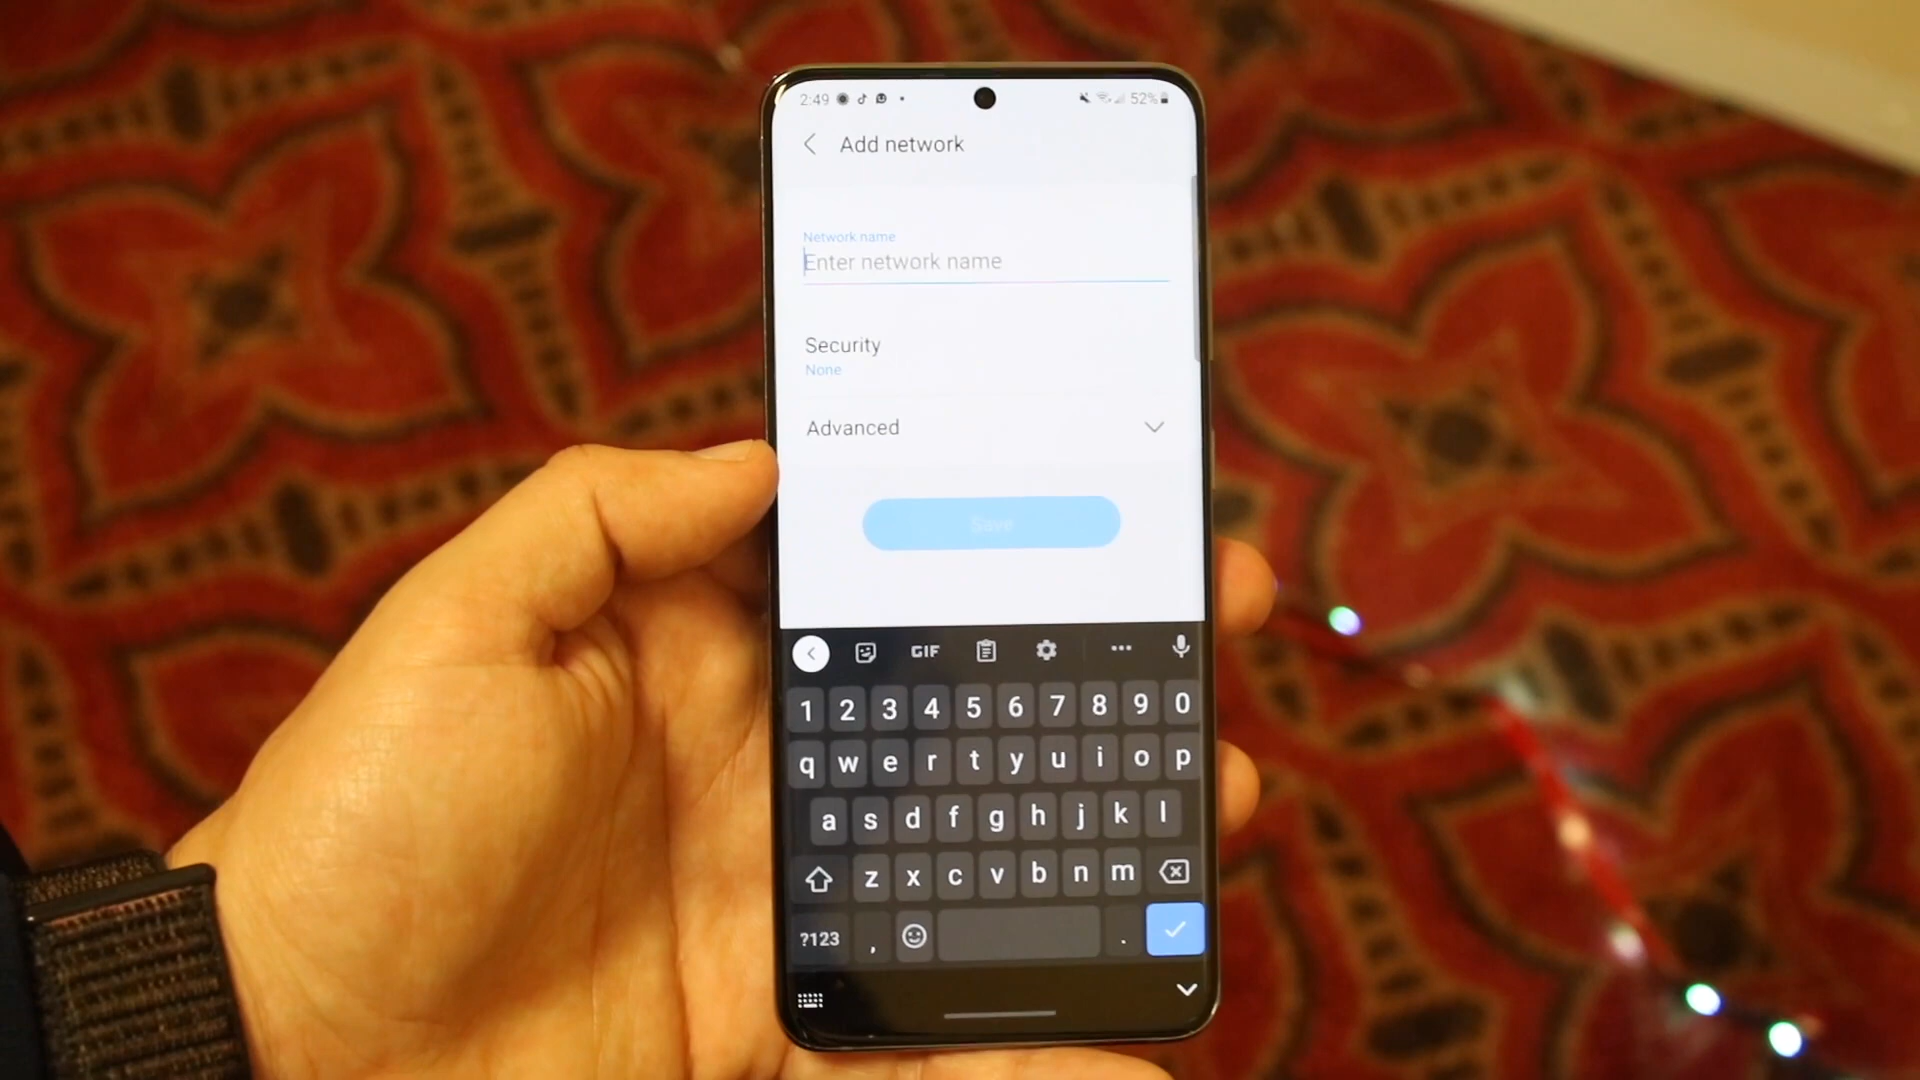 2:49 52%
Add network
Network name
Enter network name
Security
None
Advanced
Save
GIF
1 2 3 4 5 6 7 8 9 0
q w e r t y u i o p
a s d f g h j k l
z x c v b n m
?123 , .